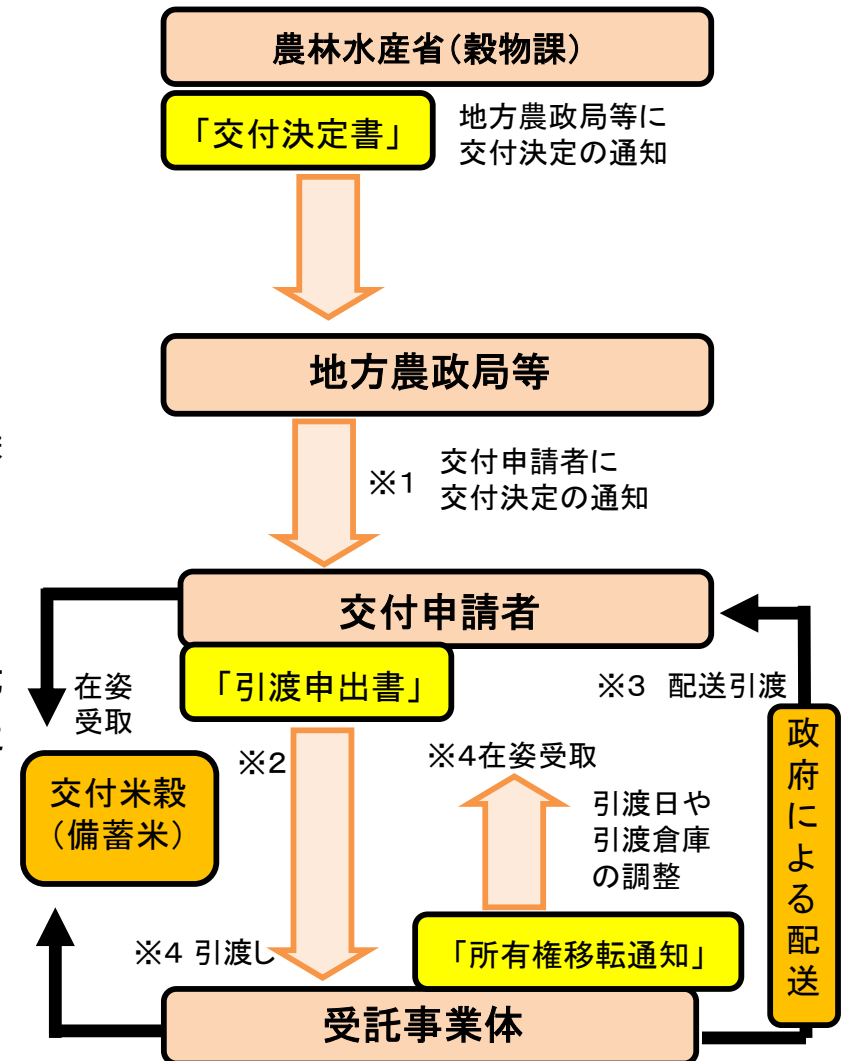 農林水産省(穀物課)
「交付決定書」
地方農政局等に
交付決定の通知
地方農政局等
※1
交付申請者に
交付決定の通知
交付申請者
「引渡申出書」
※3 配送引渡
在姿
受取
※2
※4在姿受取
交付米穀
(備蓄米)
引渡日や
引渡倉庫
の調整
政府による配送
※4 引渡し
「所有権移転通知」
受託事業体